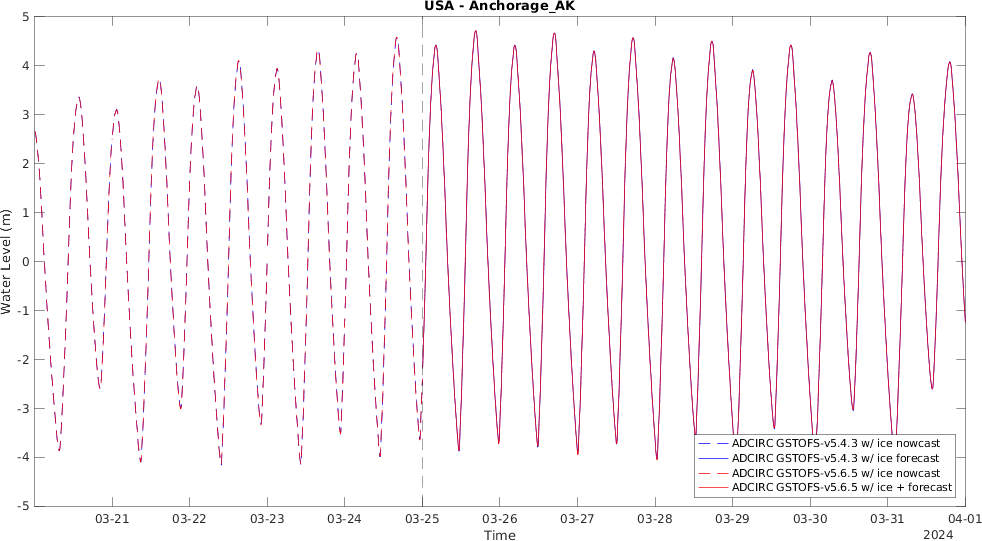 USA - Anchorage_AK
5
4
3
2
1
0
-1
-2
-3
-4
-5
Water Level (m)
ADCIRC GSTOFS-v5.4.3 w/ ice nowcast
ADCIRC GSTOFS-v5.4.3 w/ ice forecast
ADCIRC GSTOFS-v5.6.5 w/ ice nowcast
ADCIRC GSTOFS-v5.6.5 w/ ice + forecast
03-21 03-22 03-23 03-24 03-25 03-26 03-27 03-28 03-29 03-30 03-31 04-01
Time
2024